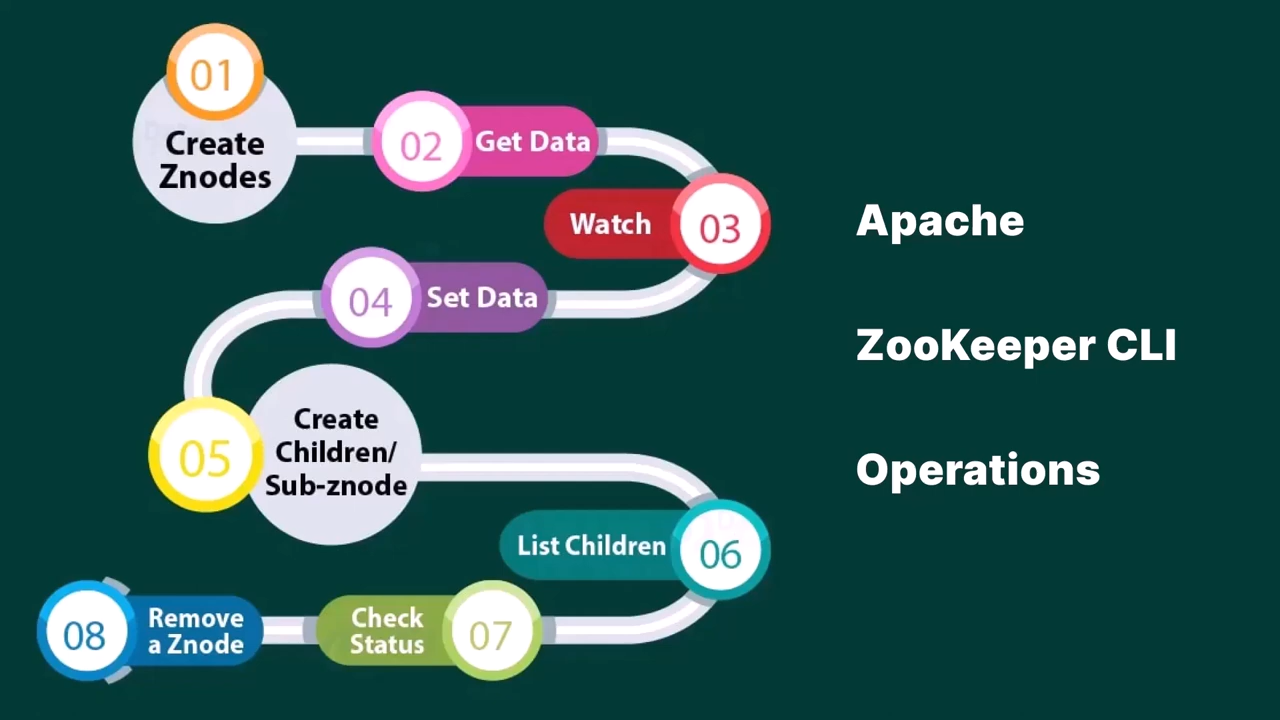 01
Create
Znodes
02
Get Data
Watch
03
04
Set Data
05
Create
Children/
Sub-znode
List Children
06
Check
Status
07
08
Remove
a Znode
Apache
ZooKeeper CLI
Operations